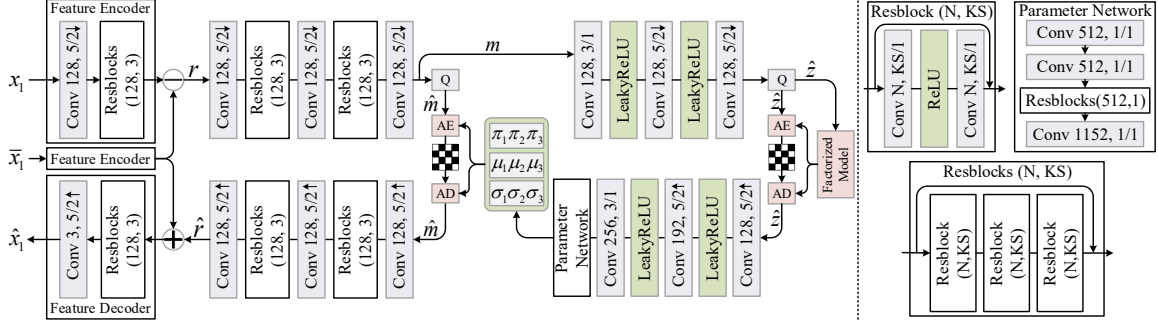 Feature Encoder
x₁
Conv 128, 5/2↓
Resblocks
(128, 3)
r
Conv 128, 5/2↓
Resblocks
(128, 3)
Conv 128, 5/2↓
Resblocks
(128, 3)
Conv 128, 5/2↓
m
Q
m̂
AE
AD
m̂
Conv 128, 3/1
LeakyReLU
Conv 128, 5/2↓
LeakyReLU
Conv 128, 5/2↓
Q
ẑ
ẑ
AE
AD
ẑ
Factorized
Model
π₁π₂π₃
μ₁μ₂μ₃
σ₁σ₂σ₃
x̅₁
Feature Encoder
x̂₁
Conv 3, 5/2↑
Resblocks
(128, 3)
Feature Decoder
r̂
Conv 128, 5/2↑
Resblocks
(128, 3)
Conv 128, 5/2↑
Resblocks
(128, 3)
Conv 128, 5/2↑
Parameter
Network
Conv 256, 3/1
LeakyReLU
Conv 192, 5/2↑
LeakyReLU
Conv 128, 5/2↑
Resblock (N, KS)
Conv N, KS/1
ReLU
Conv N, KS/1
Parameter Network
Conv 512, 1/1
Conv 512, 1/1
Resblocks(512,1)
Conv 1152, 1/1
Resblocks (N, KS)
Resblock
(N,KS)
Resblock
(N,KS)
Resblock
(N,KS)